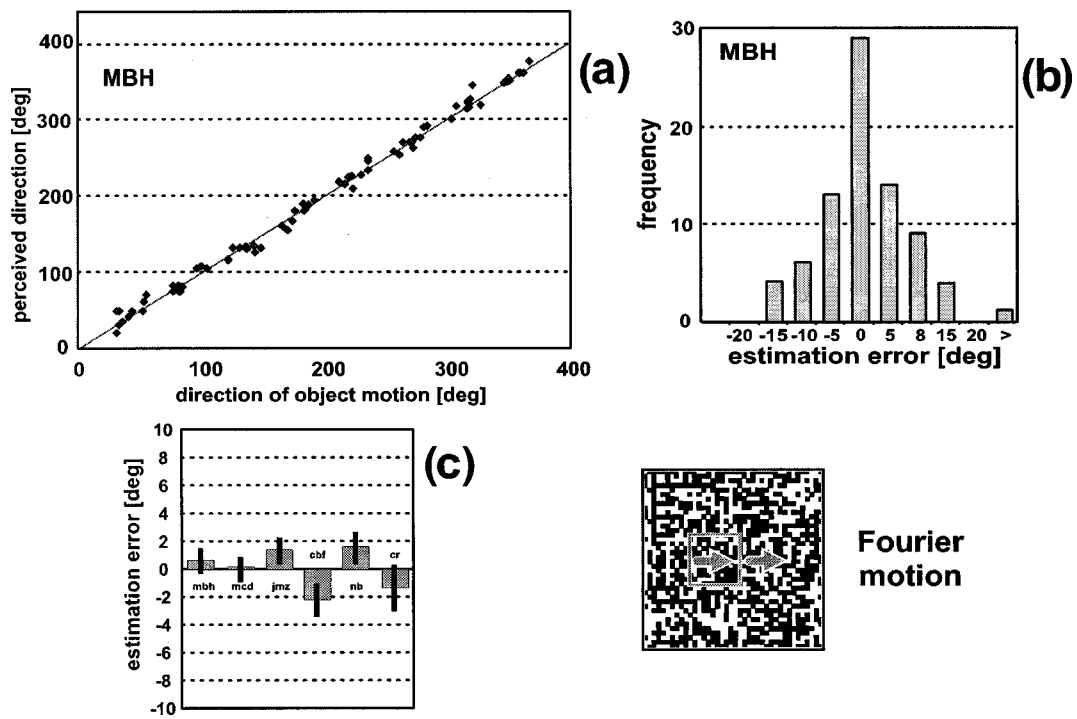 400
300
200
100
0
MBH
(a)
perceived direction [deg]
0 100 200 300 400
direction of object motion [deg]
30
20
10
0
MBH
(b)
frequency
-20 -15 -10 -5 0 5 8 15 20 >
estimation error [deg]
10
8
6
4
2
0
-2
-4
-6
-8
-10
(c)
estimation error [deg]
mbh mcd jmz cbf nb cr
Fourier
motion